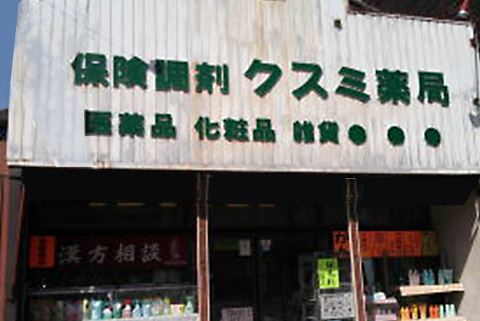 保険調剤 クスミ薬局
医薬品 化粧品 雑貨●●●
漢方相談